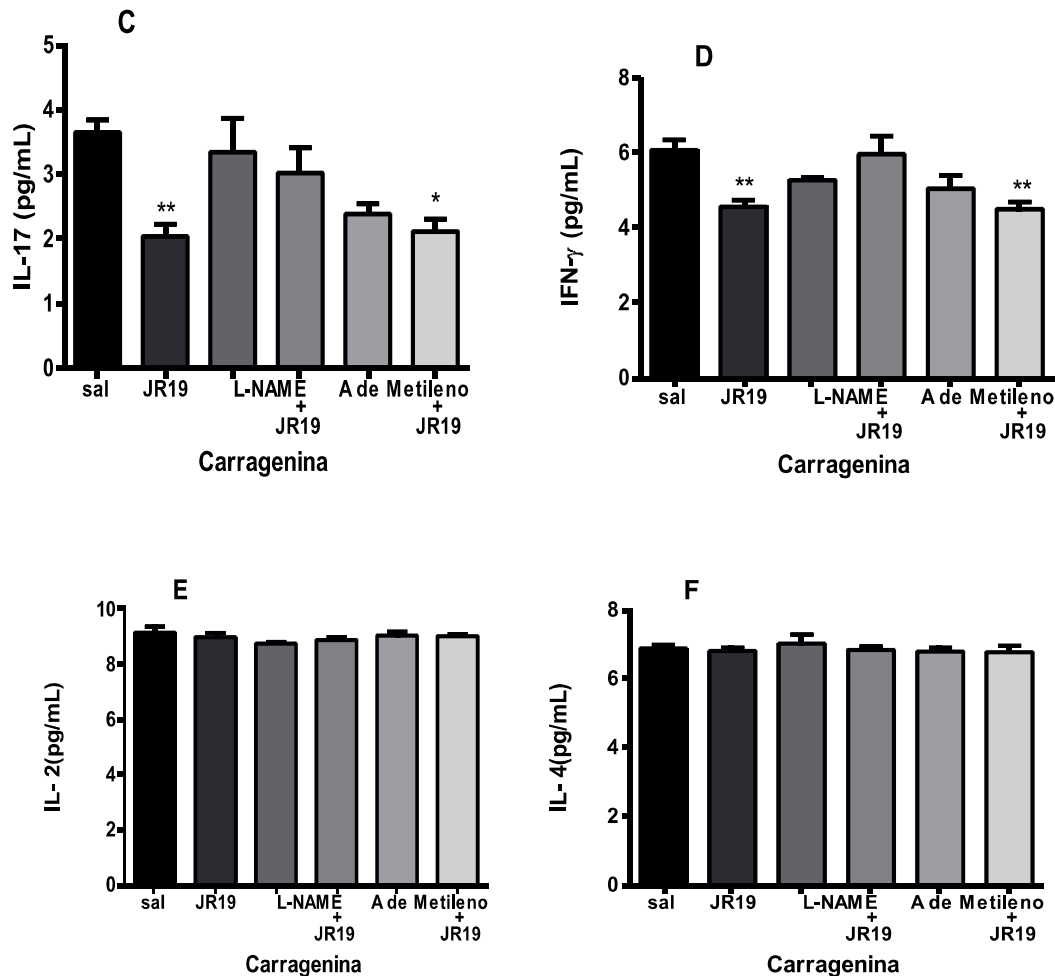 C
IL-17 (pg/mL)
5
4
3
2
1
0
**
*
sal JR19 L-NAME A de Metileno
+ +
JR19 JR19
Carragenina
D
IFN-γ (pg/mL)
8
6
4
2
0
**
**
sal JR19 L-NAME A de Metileno
+ +
JR19 JR19
Carragenina
E
IL- 2(pg/mL)
10
8
6
4
2
0
sal JR19 L-NAME A de Metileno
+ +
JR19 JR19
Carragenina
F
IL- 4(pg/mL)
8
6
4
2
0
sal JR19 L-NAME A de Metileno
+ +
JR19 JR19
Carragenina